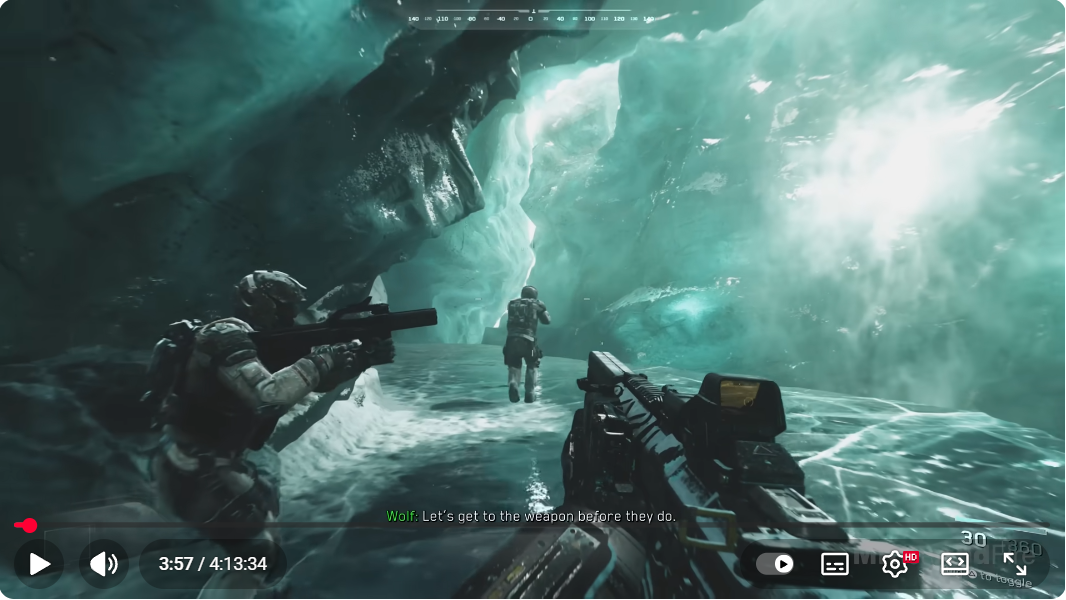 140 110 80 40 0 40 80 100 120 140
Wolf: Let's get to the weapon before they do.
30
360
3:57 / 4:13:34
HD
to toggle